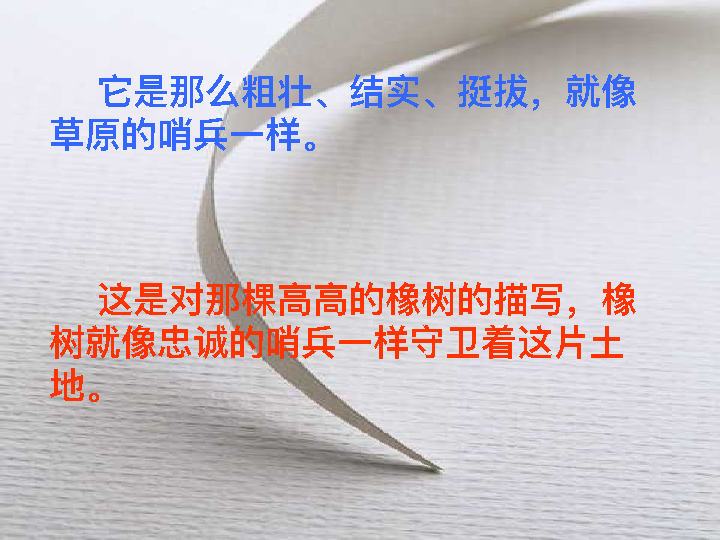 它是那么粗壮、结实、挺拔，就像
草原的哨兵一样。
这是对那棵高高的橡树的描写，橡
树就像忠诚的哨兵一样守卫着这片土
地。